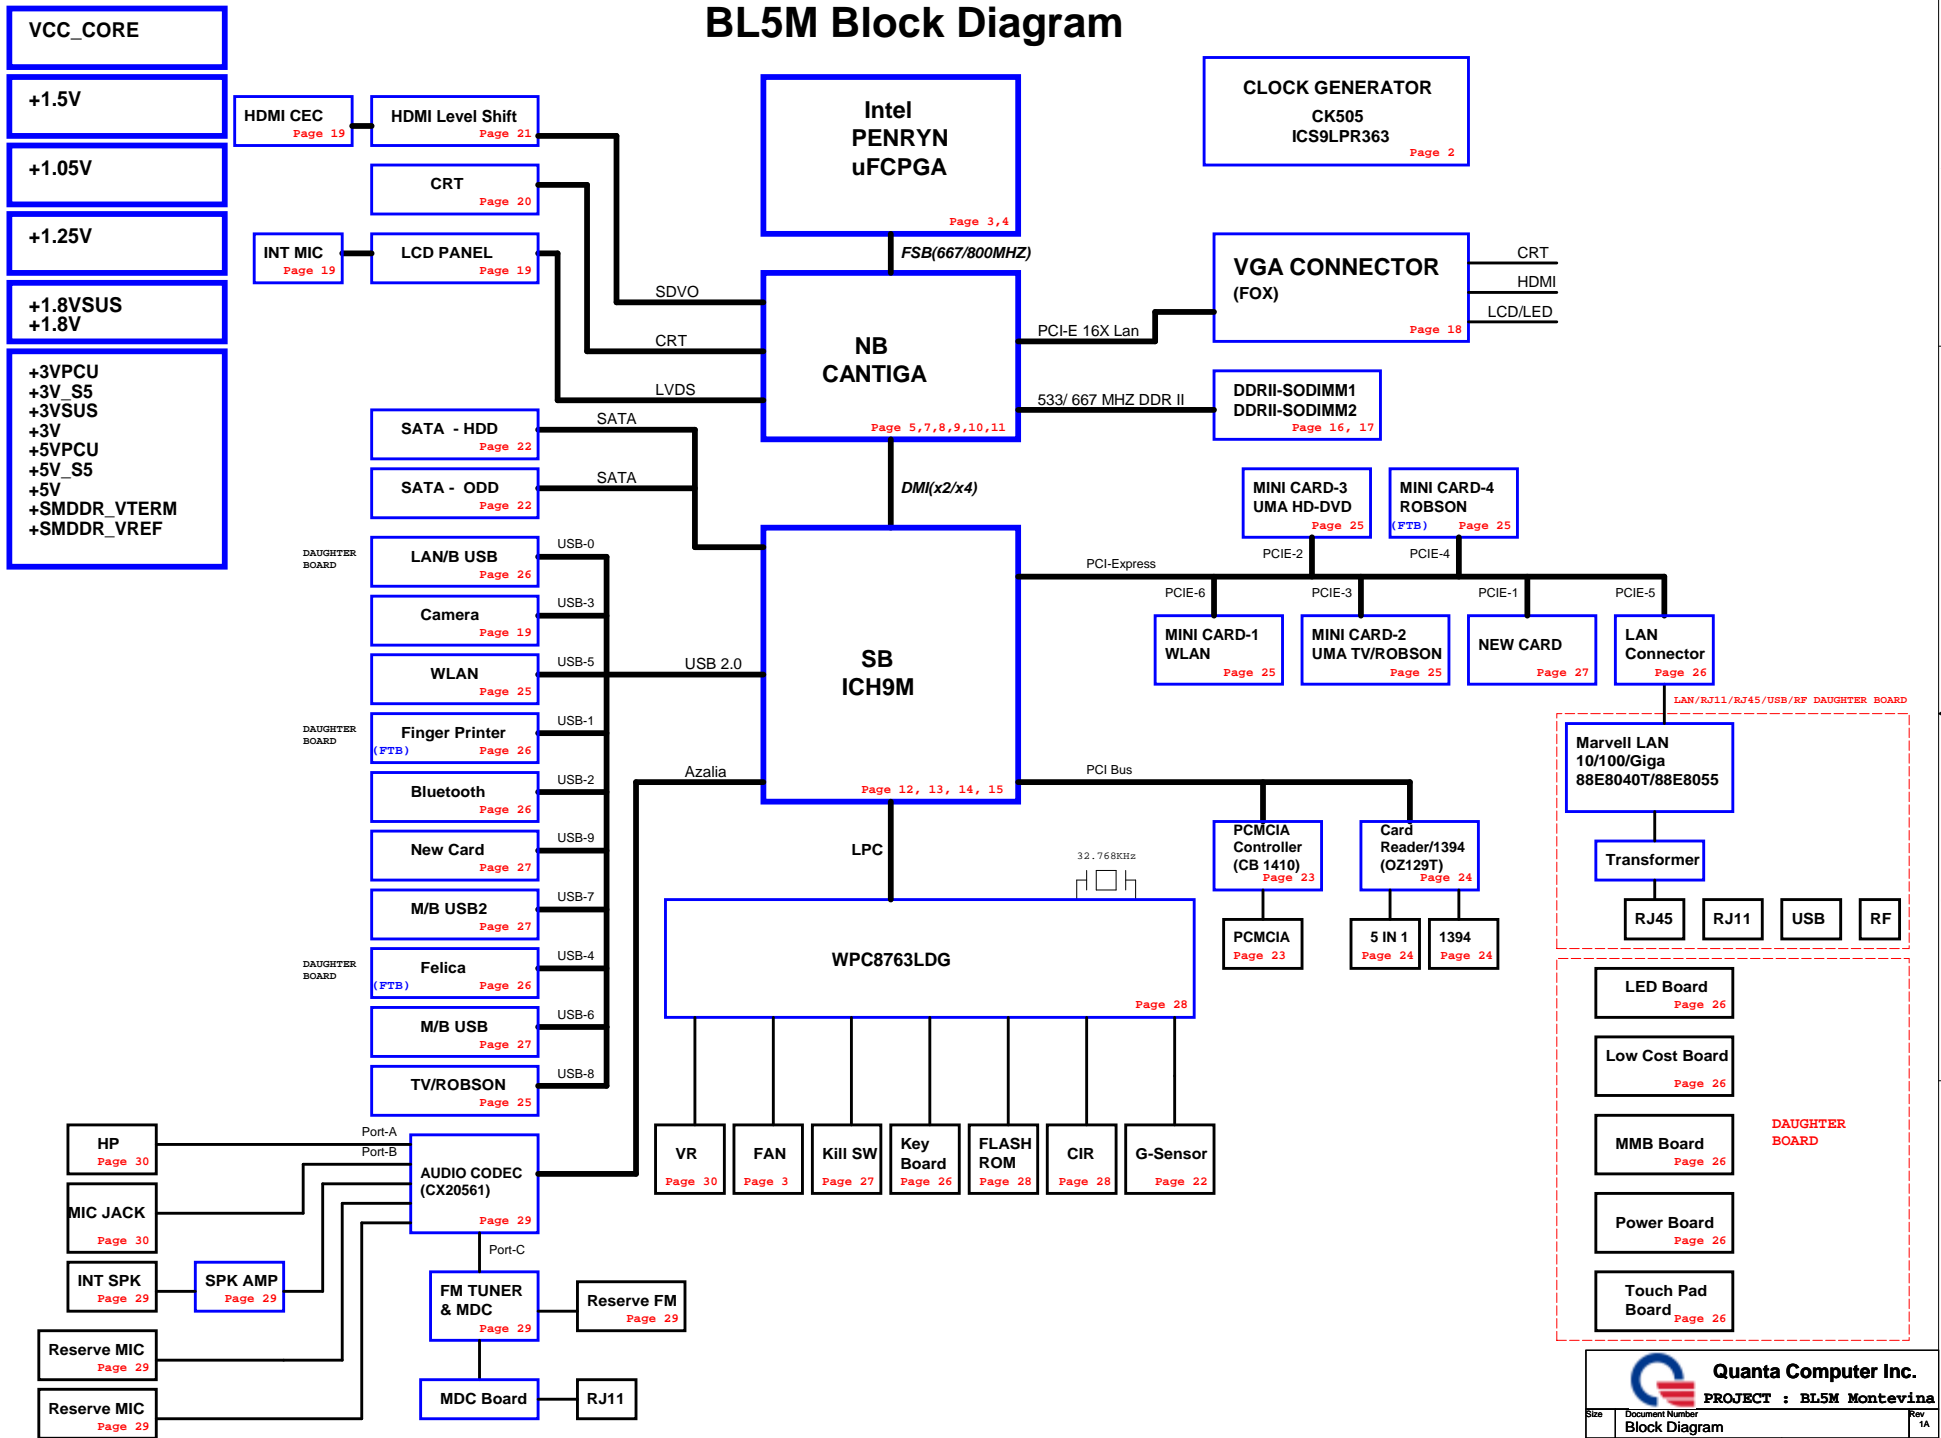 BL5M Block Diagram
VCC_CORE
+1.5V
+1.05V
+1.25V
+1.8VSUS
+1.8V
+3VPCU
+3V_S5
+3VSUS
+3V
+5VPCU
+5V_S5
+5V
+SMDDR_VTERM
+SMDDR_VREF
HDMI CEC
Page 19
HDMI Level Shift
Page 21
CRT
Page 20
INT MIC
Page 19
LCD PANEL
Page 19
SDVO
CRT
LVDS
Intel
PENRYN
uFCPGA
Page 3,4
FSB(667/800MHZ)
CLOCK GENERATOR
CK505
ICS9LPR363
Page 2
NB
CANTIGA
Page 5,7,8,9,10,11
PCI-E 16X Lan
VGA CONNECTOR
(FOX)
Page 18
CRT
HDMI
LCD/LED
533/ 667 MHZ DDR II
DDRII-SODIMM1
DDRII-SODIMM2
Page 16, 17
DMI(x2/x4)
SATA - HDD
Page 22
SATA
SATA - ODD
Page 22
SATA
DAUGHTER
BOARD
LAN/B USB
Page 26
USB-0
Camera
Page 19
USB-3
WLAN
Page 25
USB-5
USB 2.0
DAUGHTER
BOARD
Finger Printer
(FTB)
Page 26
USB-1
Bluetooth
Page 26
USB-2
New Card
Page 27
USB-9
M/B USB2
Page 27
USB-7
DAUGHTER
BOARD
Felica
(FTB)
Page 26
USB-4
M/B USB
Page 27
USB-6
TV/ROBSON
Page 25
USB-8
SB
ICH9M
Page 12, 13, 14, 15
Azalia
LPC
MINI CARD-3
UMA HD-DVD
Page 25
MINI CARD-4
ROBSON
(FTB)
Page 25
PCIE-2
PCIE-4
PCI-Express
PCIE-6
PCIE-3
PCIE-1
PCIE-5
MINI CARD-1
WLAN
Page 25
MINI CARD-2
UMA TV/ROBSON
Page 25
NEW CARD
Page 27
LAN
Connector
Page 26
LAN/RJ11/RJ45/USB/RF DAUGHTER BOARD
Marvell LAN
10/100/Giga
88E8040T/88E8055
Transformer
RJ45
RJ11
USB
RF
PCI Bus
PCMCIA
Controller
(CB 1410)
Page 23
Card
Reader/1394
(OZ129T)
Page 24
PCMCIA
Page 23
5 IN 1
Page 24
1394
Page 24
32.768KHz
WPC8763LDG
Page 28
VR
Page 30
FAN
Page 3
Kill SW
Page 27
Key
Board
Page 26
FLASH
ROM
Page 28
CIR
Page 28
G-Sensor
Page 22
LED Board
Page 26
Low Cost Board
Page 26
MMB Board
Page 26
Power Board
Page 26
Touch Pad
Board
Page 26
DAUGHTER
BOARD
HP
Page 30
Port-A
Port-B
MIC JACK
Page 30
AUDIO CODEC
(CX20561)
Page 29
Port-C
INT SPK
Page 29
SPK AMP
Page 29
FM TUNER
& MDC
Page 29
Reserve FM
Page 29
Reserve MIC
Page 29
Reserve MIC
Page 29
MDC Board
RJ11
Quanta Computer Inc.
PROJECT : BL5M Montevina
Size
Document Number
Rev
Block Diagram
1A